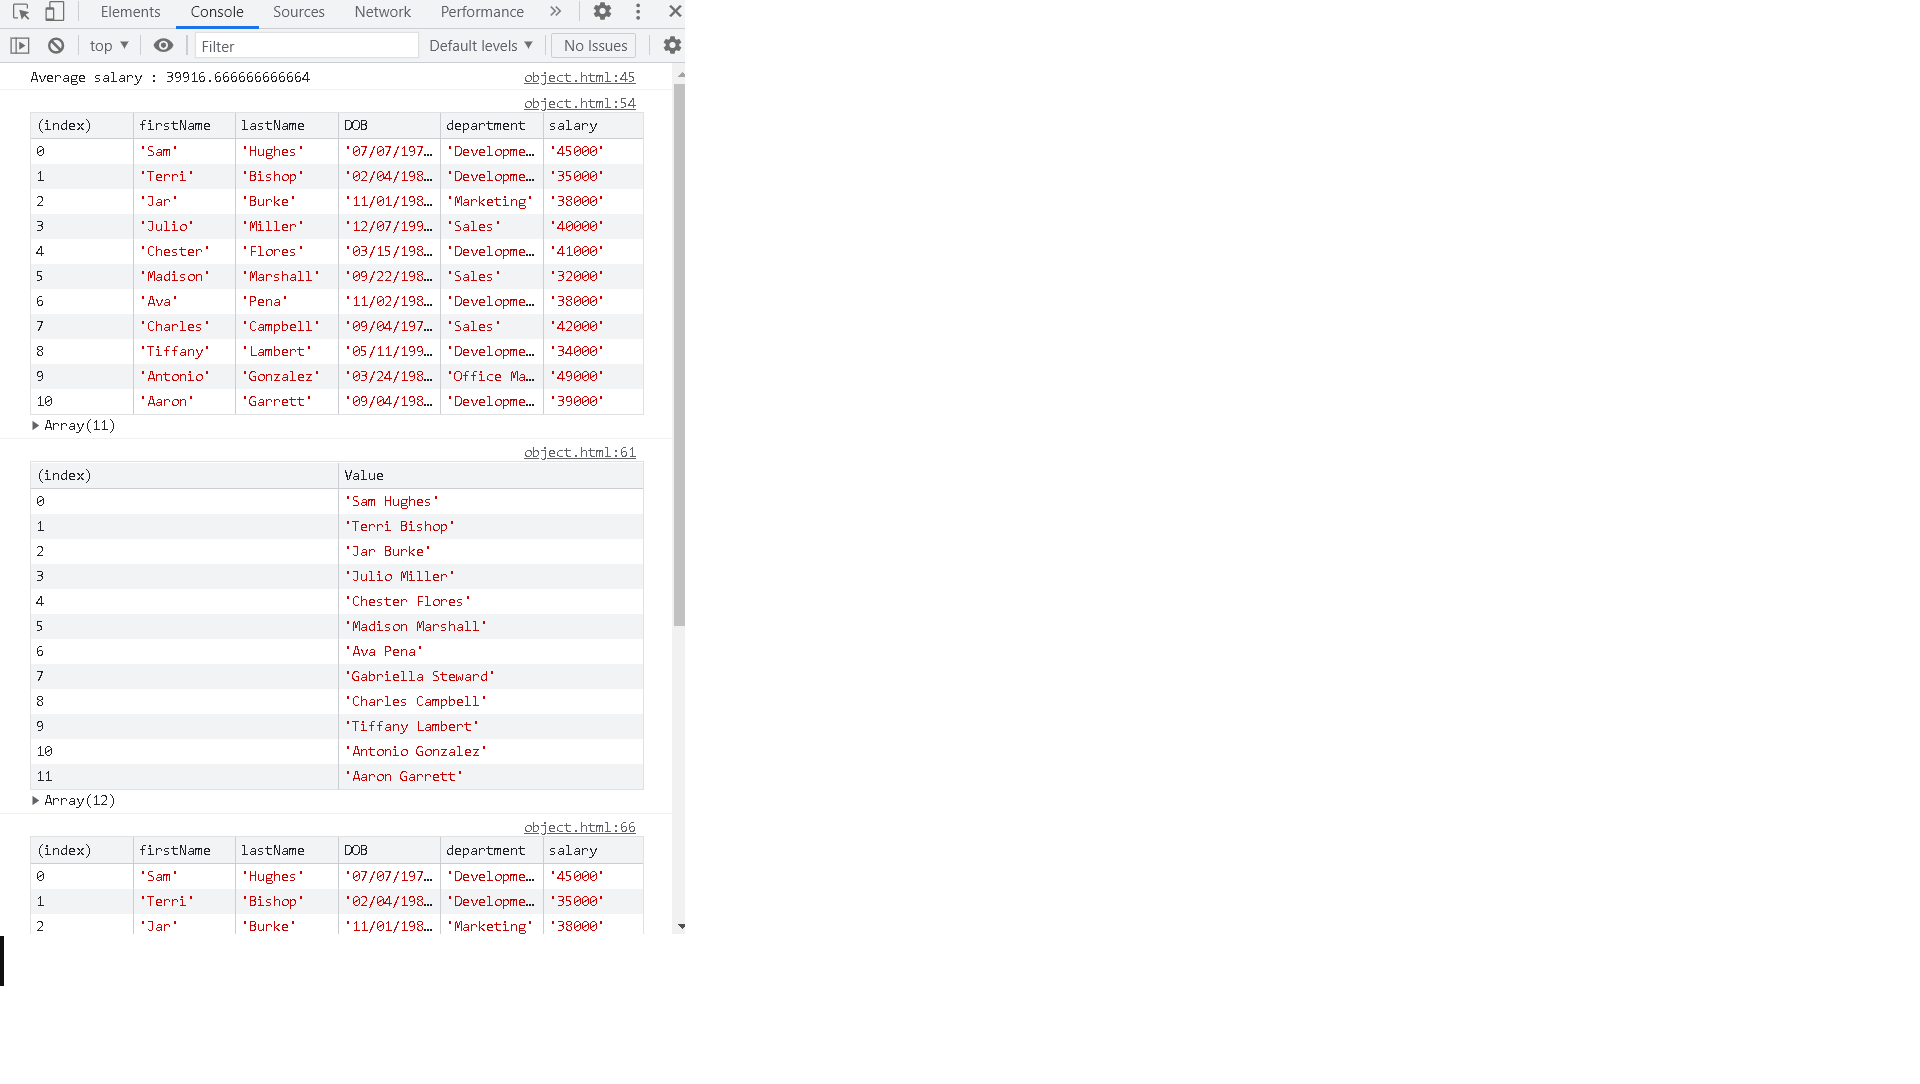 Elements Console Sources Network Performance »
top ▼ Filter Default levels ▼ No Issues
Average salary : 39916.666666666664 object.html:45
object.html:54
(index) firstName lastName DOB department salary
0 'Sam' 'Hughes' '07/07/197… 'Developme… '45000'
1 'Terri' 'Bishop' '02/04/198… 'Developme… '35000'
2 'Jar' 'Burke' '11/01/198… 'Marketing' '38000'
3 'Julio' 'Miller' '12/07/199… 'Sales' '40000'
4 'Chester' 'Flores' '03/15/198… 'Developme… '41000'
5 'Madison' 'Marshall' '09/22/198… 'Sales' '32000'
6 'Ava' 'Pena' '11/02/198… 'Developme… '38000'
7 'Charles' 'Campbell' '09/04/197… 'Sales' '42000'
8 'Tiffany' 'Lambert' '05/11/199… 'Developme… '34000'
9 'Antonio' 'Gonzalez' '03/24/198… 'Office Ma… '49000'
10 'Aaron' 'Garrett' '09/04/198… 'Developme… '39000'
▶ Array(11)
object.html:61
(index) Value
0 'Sam Hughes'
1 'Terri Bishop'
2 'Jar Burke'
3 'Julio Miller'
4 'Chester Flores'
5 'Madison Marshall'
6 'Ava Pena'
7 'Gabriella Steward'
8 'Charles Campbell'
9 'Tiffany Lambert'
10 'Antonio Gonzalez'
11 'Aaron Garrett'
▶ Array(12)
object.html:66
(index) firstName lastName DOB department salary
0 'Sam' 'Hughes' '07/07/197… 'Developme… '45000'
1 'Terri' 'Bishop' '02/04/198… 'Developme… '35000'
2 'Jar' 'Burke' '11/01/198… 'Marketing' '38000'